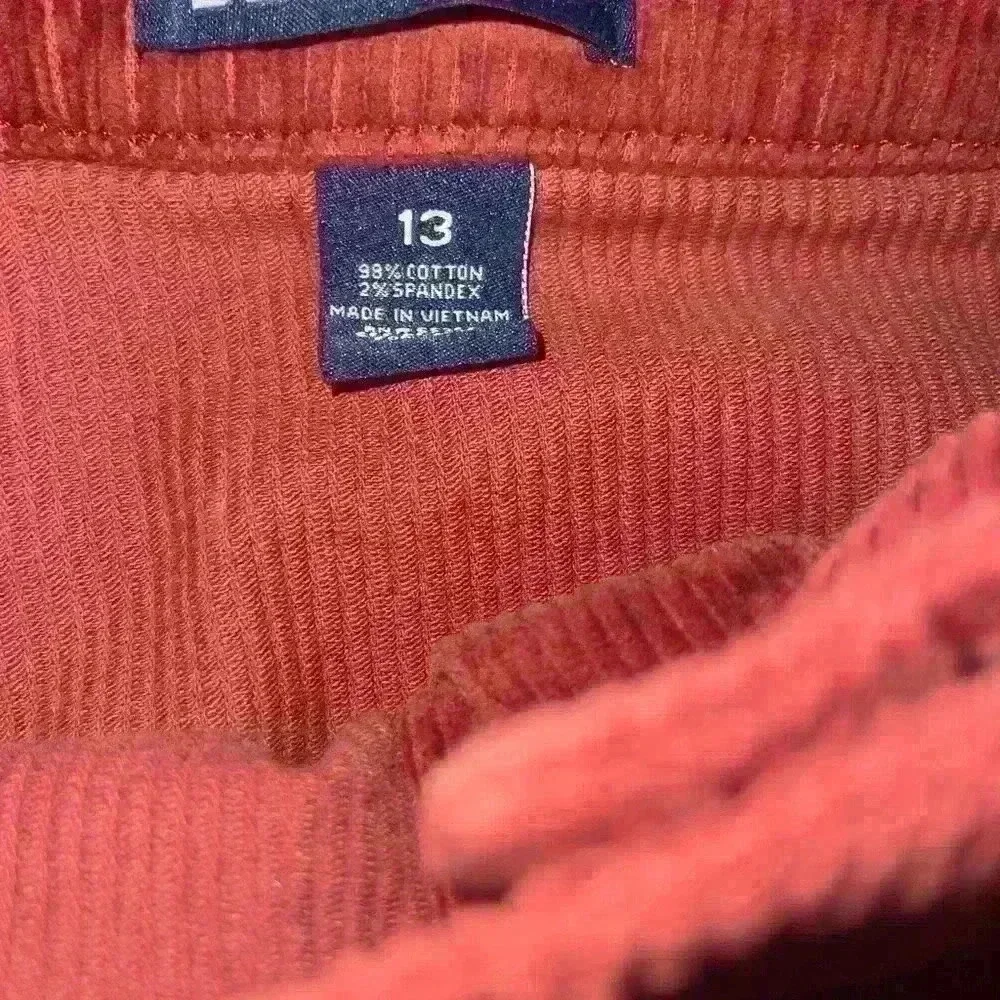 13
98% COTTON
2% SPANDEX
MADE IN VIETNAM